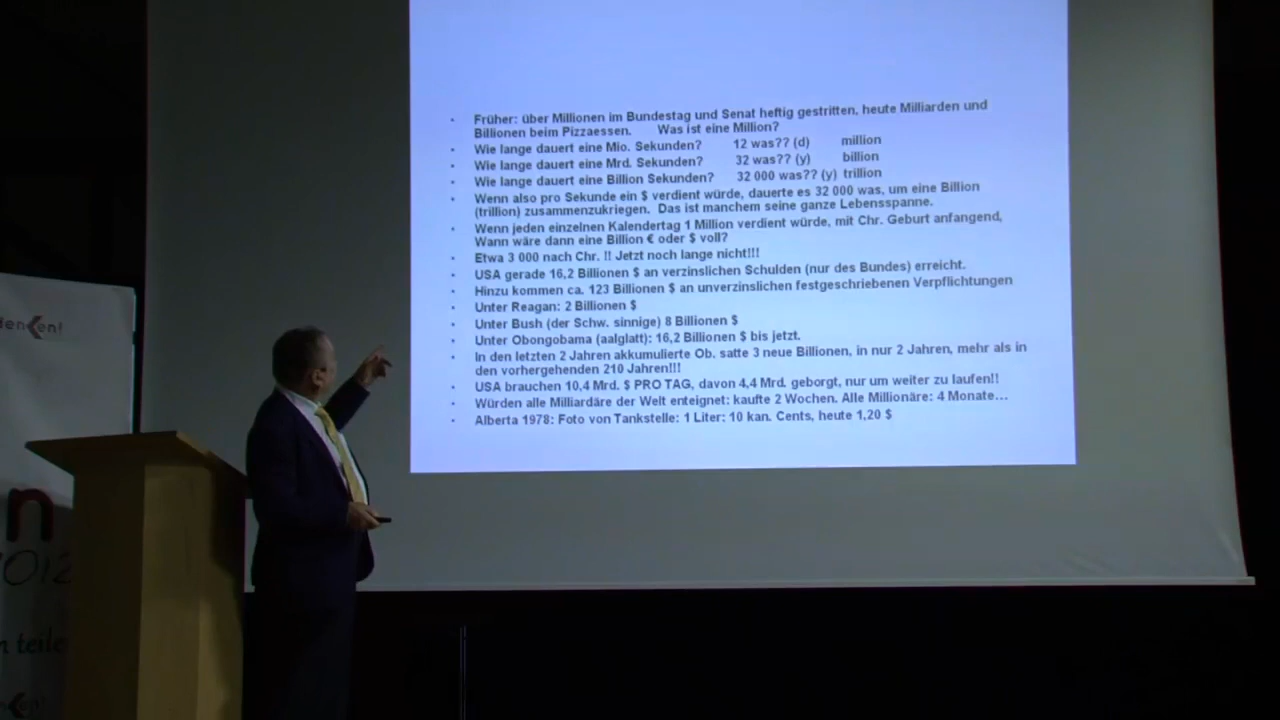 Früher: über Millionen im Bundestag und Senat heftig gestritten, heute Milliarden und
Billionen beim Pizzaessen. Was ist eine Million?
Wie lange dauert eine Mio. Sekunden? 12 was?? (d) million
Wie lange dauert eine Mrd. Sekunden? 32 was?? (y) billion
Wie lange dauert eine Billion Sekunden? 32 000 was?? (y) trillion
Wenn also pro Sekunde ein $ verdient würde, dauerte es 32 000 was, um eine Billion
(trillion) zusammenzukriegen. Das ist manchem seine ganze Lebensspanne.
Wenn jeden einzelnen Kalendertag 1 Million verdient würde, mit Chr. Geburt anfangend,
Wann wäre dann eine Billion € oder $ voll?
Etwa 3 000 nach Chr. !! Jetzt noch lange nicht!!!
USA gerade 16,2 Billionen $ an verzinslichen Schulden (nur des Bundes) erreicht.
Hinzu kommen ca. 123 Billionen $ an unverzinslichen festgeschriebenen Verpflichtungen
Unter Reagan: 2 Billionen $
Unter Bush (der Schw. sinnige) 8 Billionen $
Unter Obongobama (aalglatt): 16,2 Billionen $ bis jetzt.
In den letzten 2 Jahren akkumulierte Ob. satte 3 neue Billionen, in nur 2 Jahren, mehr als in
den vorhergehenden 210 Jahren!!!
USA brauchen 10,4 Mrd. $ PRO TAG, davon 4,4 Mrd. geborgt, nur um weiter zu laufen!!
Würden alle Milliardäre der Welt enteignet: kaufte 2 Wochen. Alle Millionäre: 4 Monate…
Alberta 1978: Foto von Tankstelle: 1 Liter: 10 kan. Cents, heute 1,20 $
denken!
n
2012
n teile